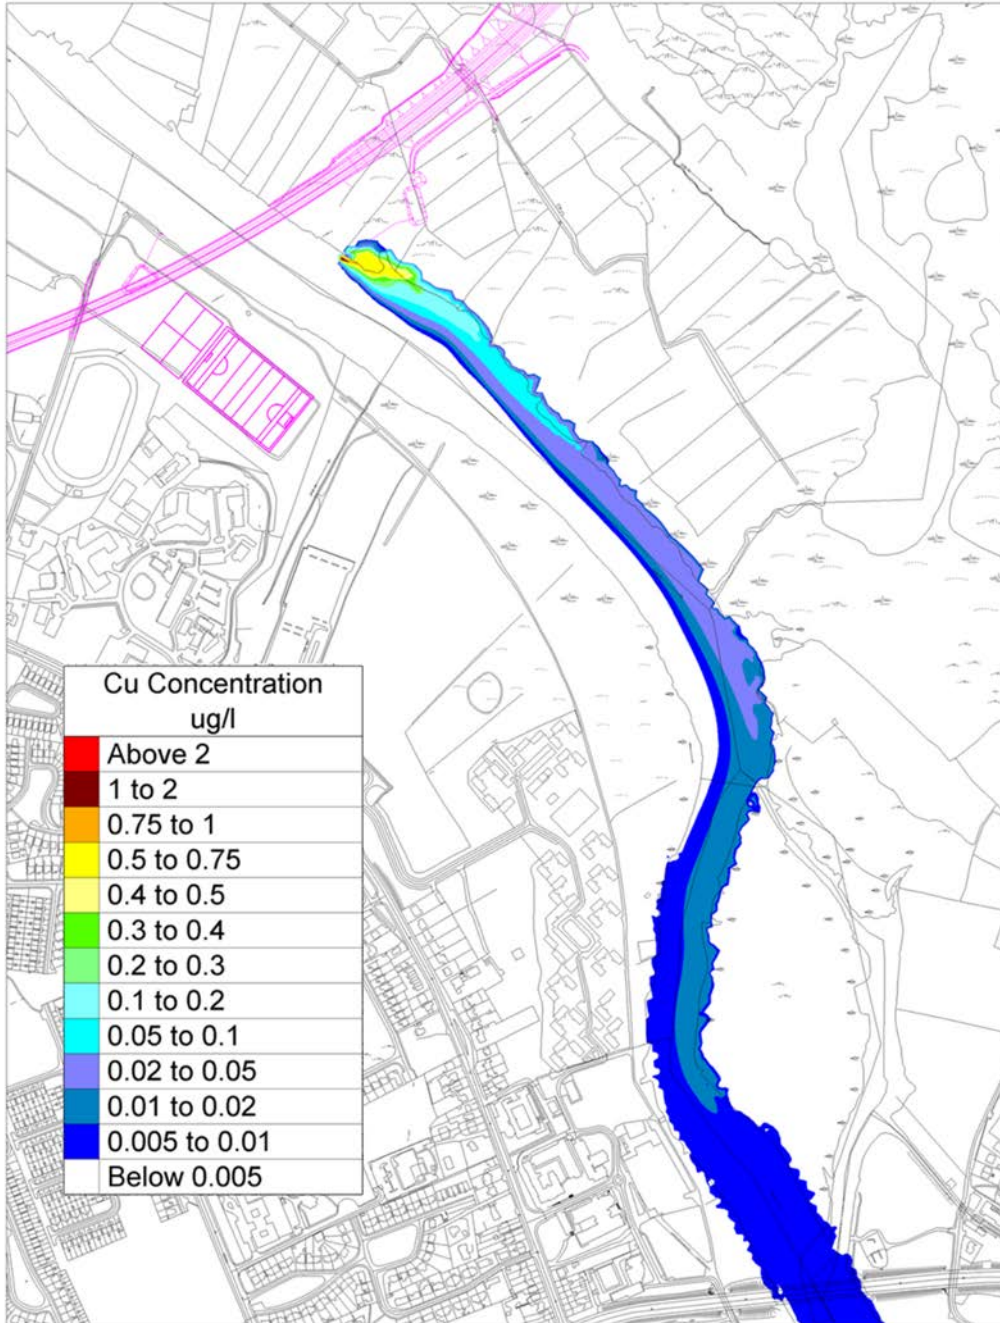 Cu Concentration
ug/l
Above 2
1 to 2
0.75 to 1
0.5 to 0.75
0.4 to 0.5
0.3 to 0.4
0.2 to 0.3
0.1 to 0.2
0.05 to 0.1
0.02 to 0.05
0.01 to 0.02
0.005 to 0.01
Below 0.005